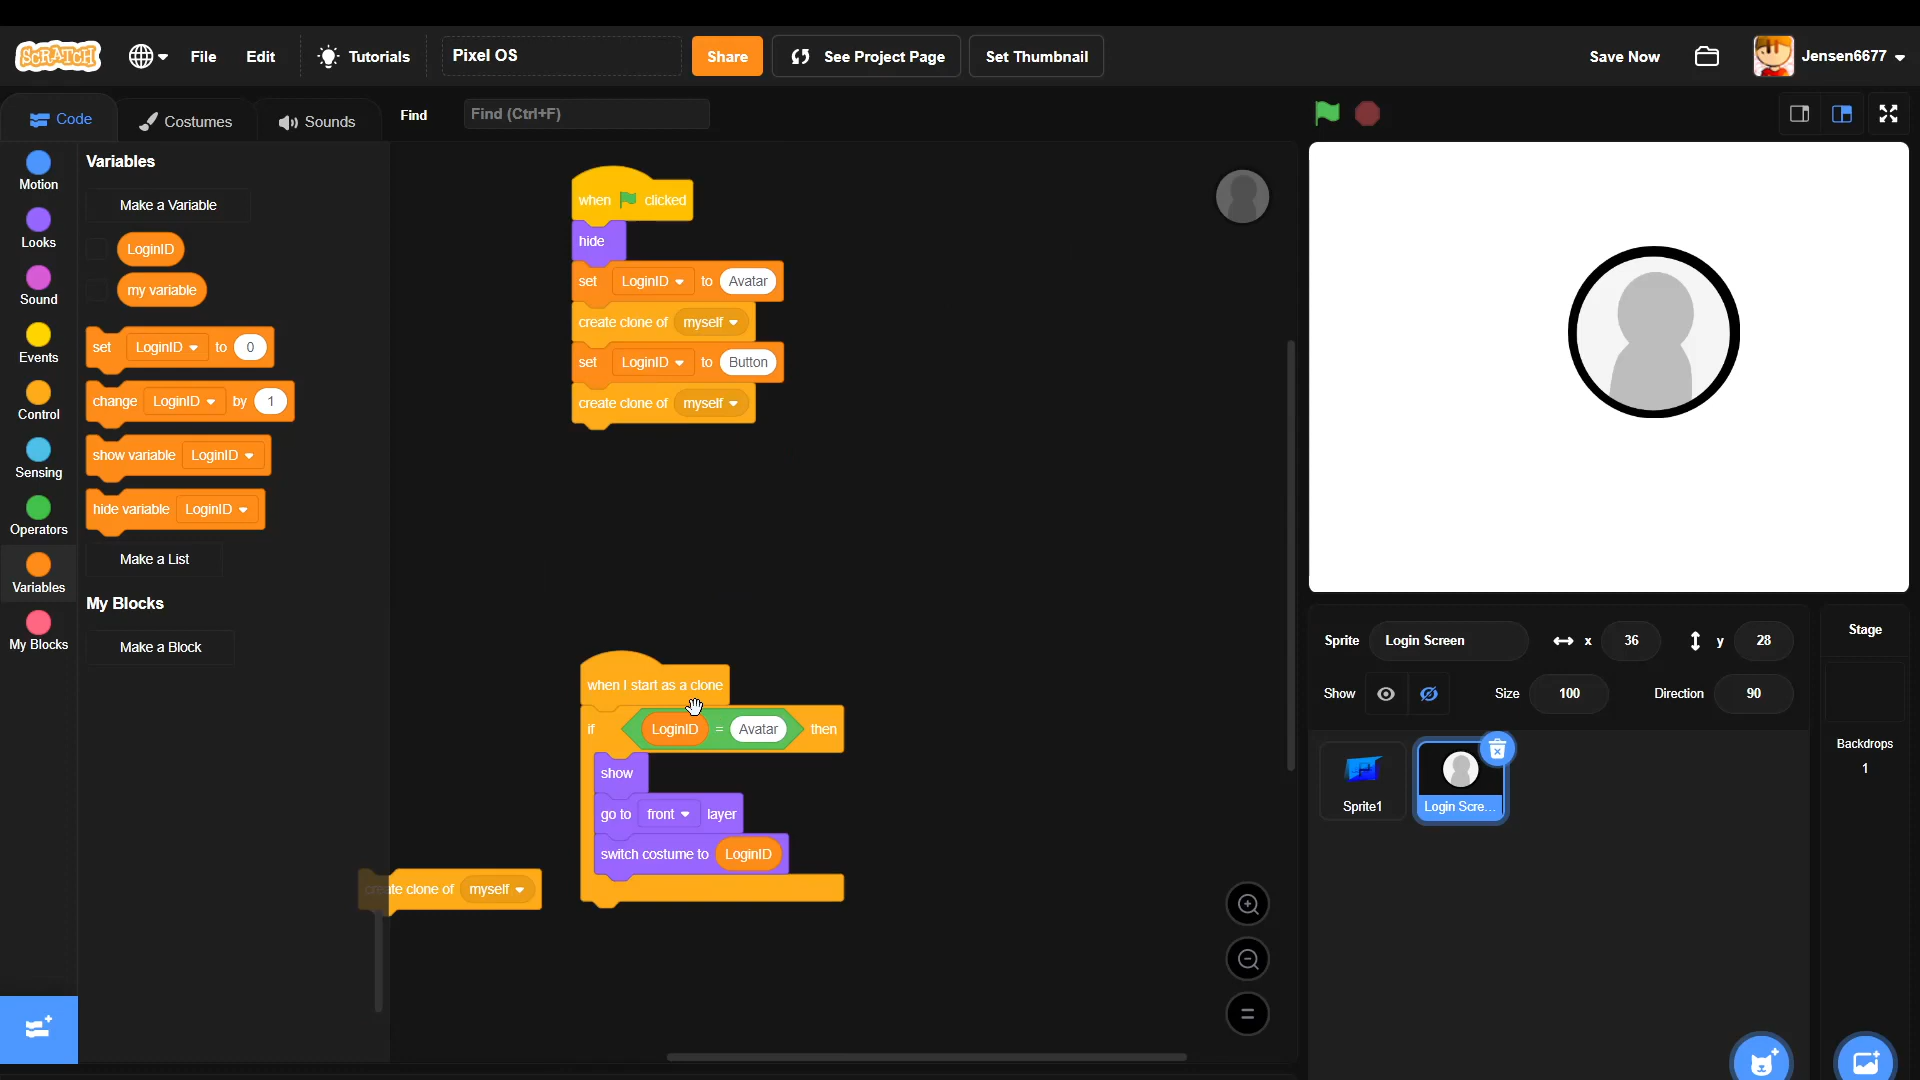 SCRATCH
File
Edit
Tutorials
Pixel OS
Share
See Project Page
Set Thumbnail
Save Now
Jensen6677
Code
Costumes
Sounds
Find
Find (Ctrl+F)
Motion
Looks
Sound
Events
Control
Sensing
Operators
Variables
My Blocks
Variables
Make a Variable
LoginID
my variable
set LoginID to 0
change LoginID by 1
show variable LoginID
hide variable LoginID
Make a List
My Blocks
Make a Block
when clicked
hide
set LoginID to Avatar
create clone of myself
set LoginID to Button
create clone of myself
when I start as a clone
if LoginID = Avatar then
show
go to front layer
switch costume to LoginID
create clone of myself
Sprite Login Screen x 36 y 28
Show Size 100 Direction 90
Sprite1
Login Scre...
Stage
Backdrops
1